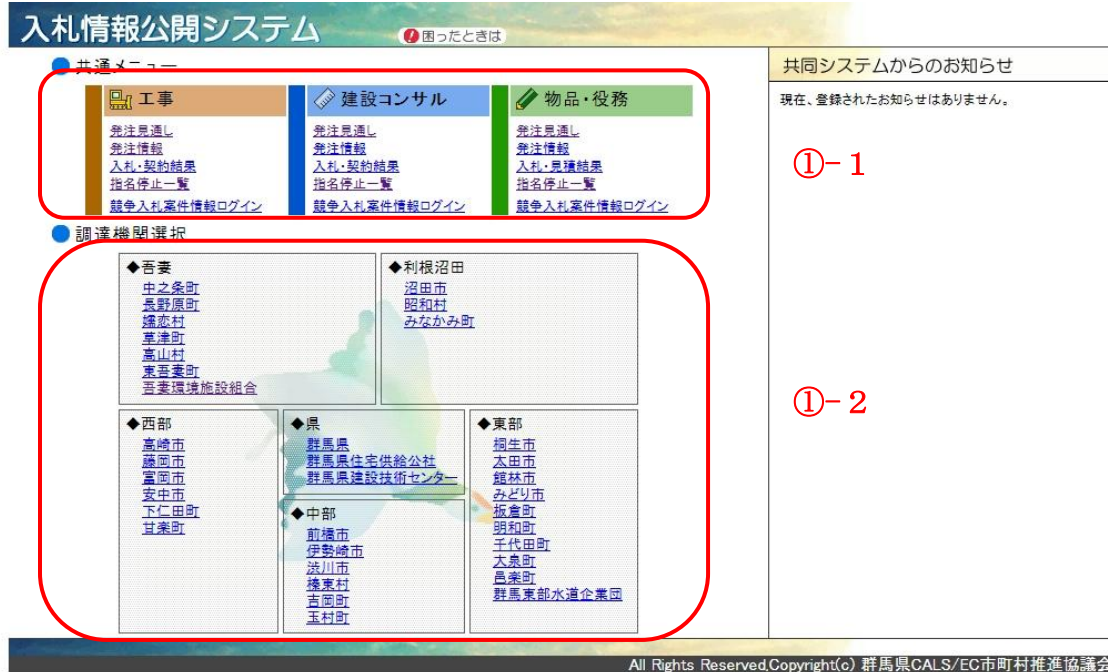 入札情報公開システム
困ったときは
共通メニュー
工事
発注見通し
発注情報
入札・契約結果
指名停止一覧
競争入札案件情報ログイン
建設コンサル
発注見通し
発注情報
入札・契約結果
指名停止一覧
競争入札案件情報ログイン
物品・役務
発注見通し
発注情報
入札・見積結果
指名停止一覧
競争入札案件情報ログイン
共同システムからのお知らせ
現在、登録されたお知らせはありません。
①-1
調達機関選択
◆吾妻
中之条町
長野原町
嬬恋村
草津町
高山村
東吾妻町
吾妻環境施設組合
◆利根沼田
沼田市
昭和村
みなかみ町
◆西部
高崎市
藤岡市
富岡市
安中市
下仁田町
甘楽町
◆県
群馬県
群馬県住宅供給公社
群馬県建設技術センター
◆中部
前橋市
伊勢崎市
渋川市
榛東村
吉岡町
玉村町
◆東部
桐生市
太田市
館林市
みどり市
板倉町
明和町
千代田町
大泉町
邑楽町
群馬東部水道企業団
①-2
All Rights Reserved,Copyright(c) 群馬県CALS/EC市町村推進協議会